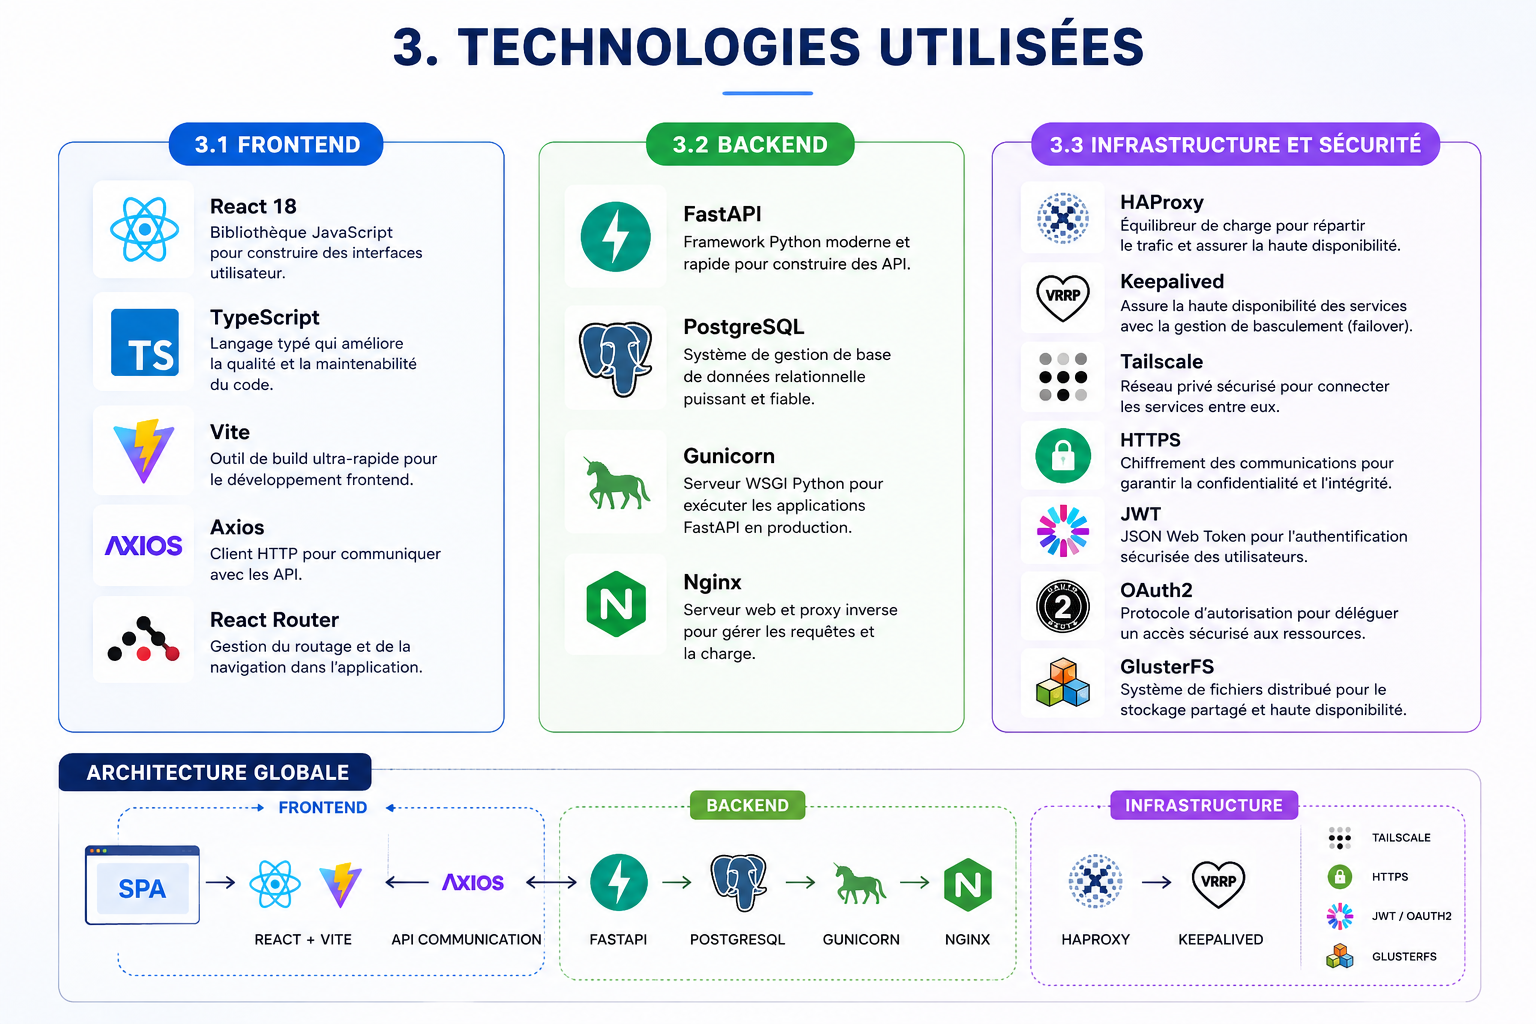 3. TECHNOLOGIES UTILISÉES
3.1 FRONTEND
React 18
Bibliothèque JavaScript
pour construire des interfaces
utilisateur.
TS
TypeScript
Langage typé qui améliore
la qualité et la maintenabilité
du code.
Vite
Outil de build ultra-rapide pour
le développement frontend.
AXIOS
Axios
Client HTTP pour communiquer
avec les API.
React Router
Gestion du routage et de la
navigation dans l'application.
3.2 BACKEND
FastAPI
Framework Python moderne et
rapide pour construire des API.
PostgreSQL
Système de gestion de base
de données relationnelle
puissant et fiable.
Gunicorn
Serveur WSGI Python pour
exécuter les applications
FastAPI en production.
N
Nginx
Serveur web et proxy inverse
pour gérer les requêtes et
la charge.
3.3 INFRASTRUCTURE ET SÉCURITÉ
HAProxy
Équilibreur de charge pour répartir
le trafic et assurer la haute disponibilité.
VRRP
Keepalived
Assure la haute disponibilité des services
avec la gestion de basculement (failover).
Tailscale
Réseau privé sécurisé pour connecter
les services entre eux.
HTTPS
Chiffrement des communications pour
garantir la confidentialité et l'intégrité.
JWT
JSON Web Token pour l'authentification
sécurisée des utilisateurs.
2
OAuth2
Protocole d'autorisation pour déléguer
un accès sécurisé aux ressources.
GlusterFS
Système de fichiers distribué pour le
stockage partagé et haute disponibilité.
ARCHITECTURE GLOBALE
FRONTEND
SPA
REACT + VITE
AXIOS
API COMMUNICATION
BACKEND
FASTAPI
POSTGRESQL
GUNICORN
N
NGINX
INFRASTRUCTURE
HAPROXY
VRRP
KEEPALIVED
TAILSCALE
HTTPS
JWT / OAUTH2
GLUSTERFS